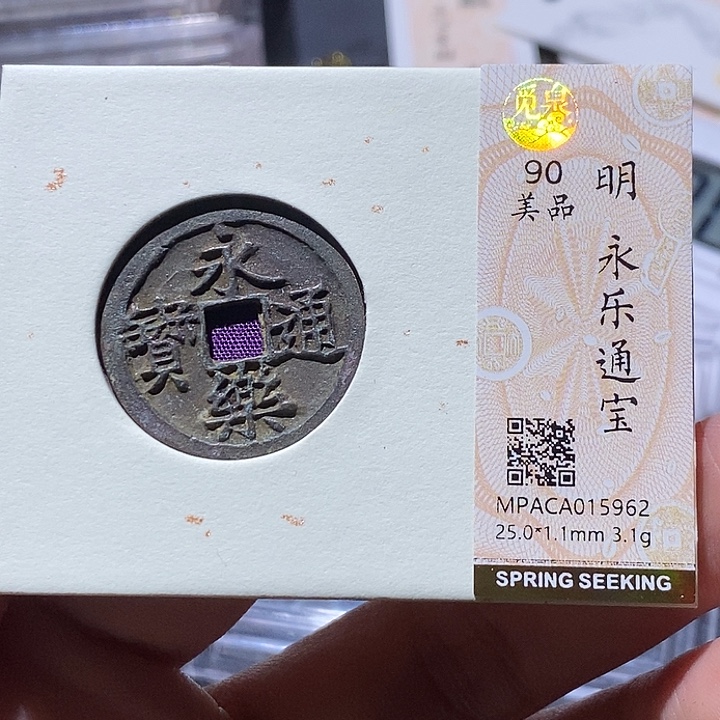 永樂通寳
觅泉
90
美品
明 永乐通宝
MPACA015962
25.0*1.1mm 3.1g
SPRING SEEKING